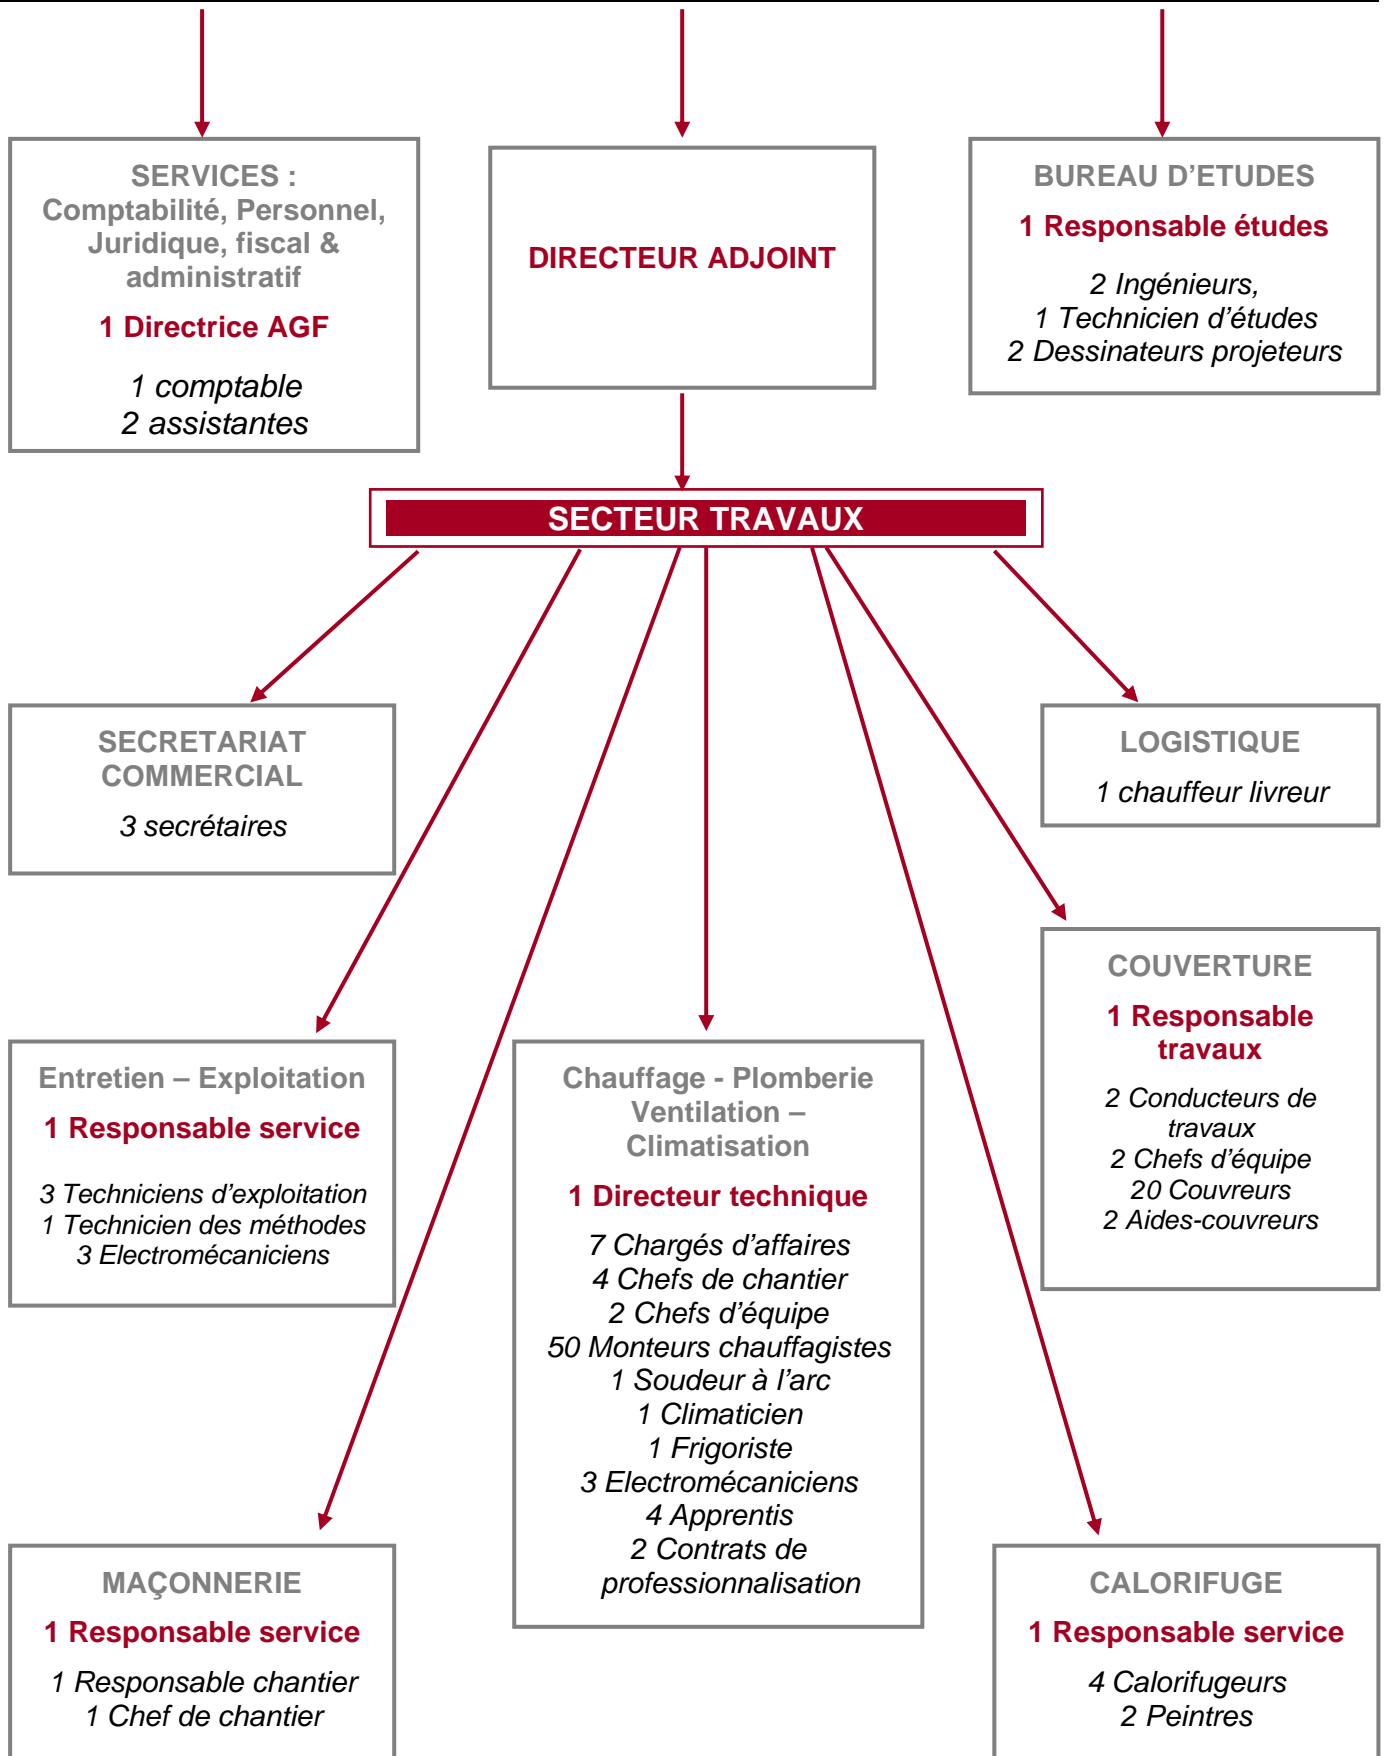 SERVICES :
Comptabilité, Personnel,
Juridique, fiscal &
administratif
1 Directrice AGF
1 comptable
2 assistantes
DIRECTEUR ADJOINT
BUREAU D’ETUDES
1 Responsable études
2 Ingénieurs,
1 Technicien d’études
2 Dessinateurs projeteurs
SECTEUR TRAVAUX
SECRETARIAT
COMMERCIAL
3 secrétaires
LOGISTIQUE
1 chauffeur livreur
Entretien – Exploitation
1 Responsable service
3 Techniciens d’exploitation
1 Technicien des méthodes
3 Electromécaniciens
Chauffage - Plomberie
Ventilation –
Climatisation
1 Directeur technique
7 Chargés d’affaires
4 Chefs de chantier
2 Chefs d’équipe
50 Monteurs chauffagistes
1 Soudeur à l’arc
1 Climaticien
1 Frigoriste
3 Electromécaniciens
4 Apprentis
2 Contrats de
professionnalisation
COUVERTURE
1 Responsable
travaux
2 Conducteurs de
travaux
2 Chefs d’équipe
20 Couvreurs
2 Aides-couvreurs
MAÇONNERIE
1 Responsable service
1 Responsable chantier
1 Chef de chantier
CALORIFUGE
1 Responsable service
4 Calorifugeurs
2 Peintres